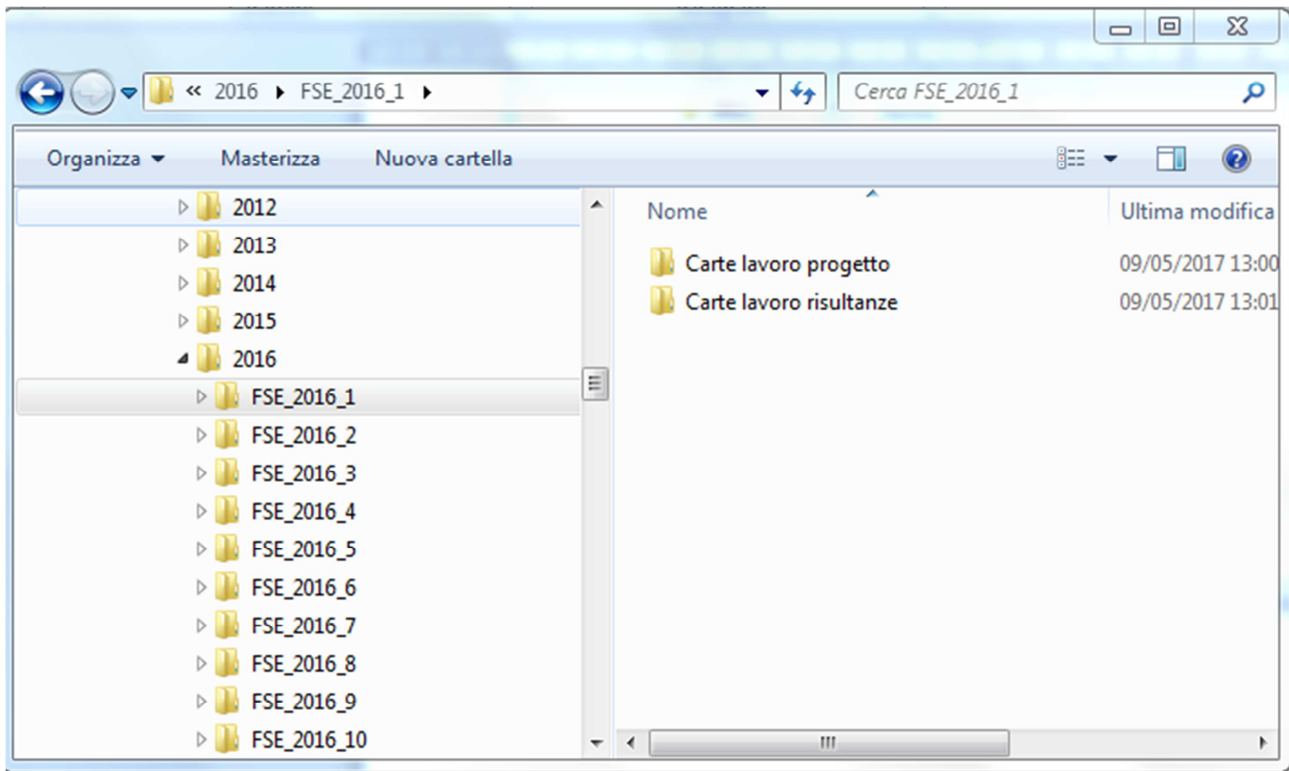 « 2016 FSE_2016_1
Cerca FSE_2016_1
Organizza Masterizza Nuova cartella
2012
2013
2014
2015
2016
FSE_2016_1
FSE_2016_2
FSE_2016_3
FSE_2016_4
FSE_2016_5
FSE_2016_6
FSE_2016_7
FSE_2016_8
FSE_2016_9
FSE_2016_10
Nome Ultima modifica
Carte lavoro progetto 09/05/2017 13:00
Carte lavoro risultanze 09/05/2017 13:01